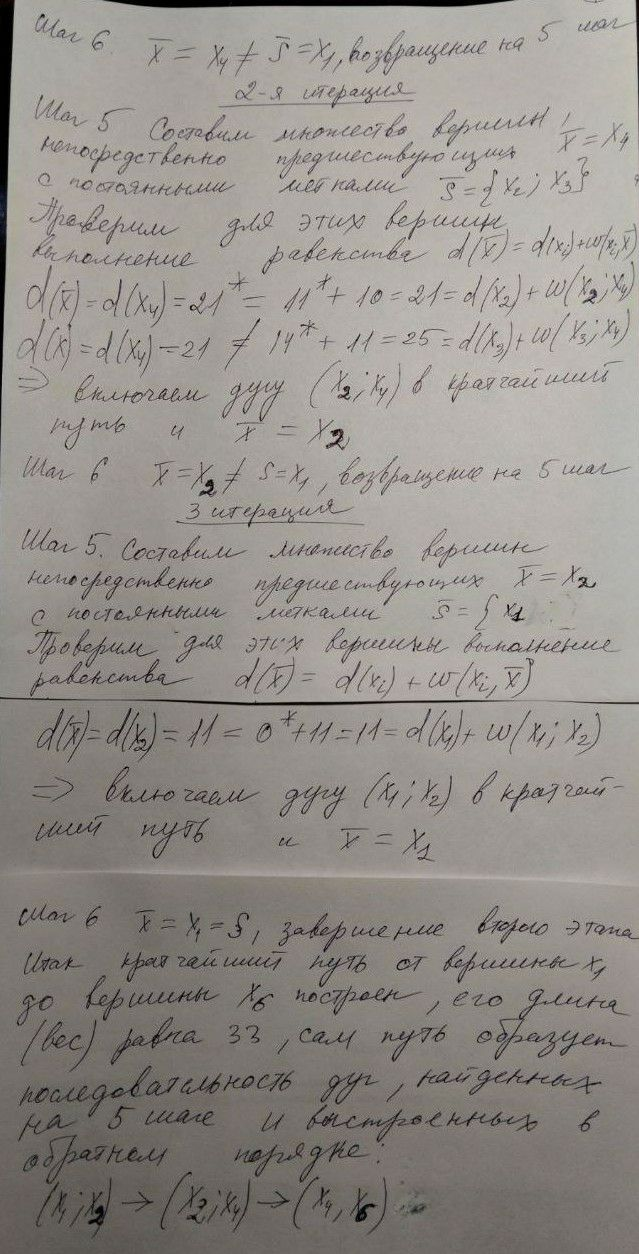 Шаг 6. x̅ = x₄ ≠ s̅ = x₁, возвращение на 5 шаг
2-я итерация
Шаг 5 Составим множество вершин,
непосредственно предшествующих x̅ = x₄
с постоянными метками s̅ = {x₂; x₃}
Проверим для этих вершин
выполнение равенства d(x̅) = d(xᵢ)+w(xᵢ,x̅)
d(x̅) = d(x₄) = 21* = 11* + 10 = 21 = d(x₂) + w(x₂; x₄)
d(x̅) = d(x₄) = 21 ≠ 14* + 11 = 25 = d(x₃) + w(x₃; x₄)
⇒ включаем дугу (x₂; x₄) в кратчайший
путь и x̅ = x₂
Шаг 6 x̅ = x₂ ≠ s = x₁, возвращение на 5 шаг
3 итерация
Шаг 5. Составим множество вершин
непосредственно предшествующих x̅ = x₂
с постоянными метками s̅ = {x₁
Проверим для этих вершины выполнение
равенства d(x̅) = d(xᵢ) + w(xᵢ, x̅)
d(x̅) = d(x₂) = 11 = 0* + 11 = 11 = d(x₁) + w(x₁; x₂)
⇒ включаем дугу (x₁; x₂) в кратчай-
ший путь и x̅ = x₁
Шаг 6 x̅ = x₁ = s, завершение второго этапа
Итак кратчайший путь от вершины x₁
до вершины x₆ построен, его длина
(вес) равна 33, сам путь образует
последовательность дуг, найденных
на 5 шаге и выстроенных в
обратном порядке:
(x₁; x₂) → (x₂; x₄) → (x₄, x₆)